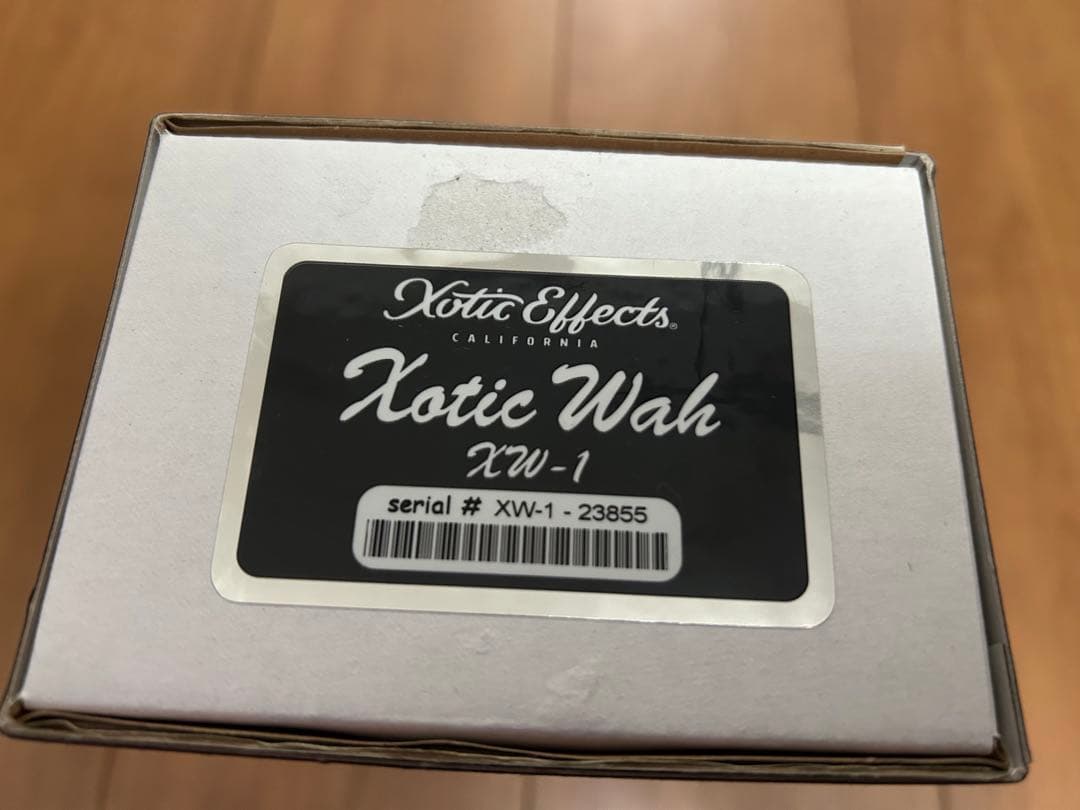 Xotic Effects®
CALIFORNIA
Xotic Wah
XW-1
serial # XW-1 - 23855